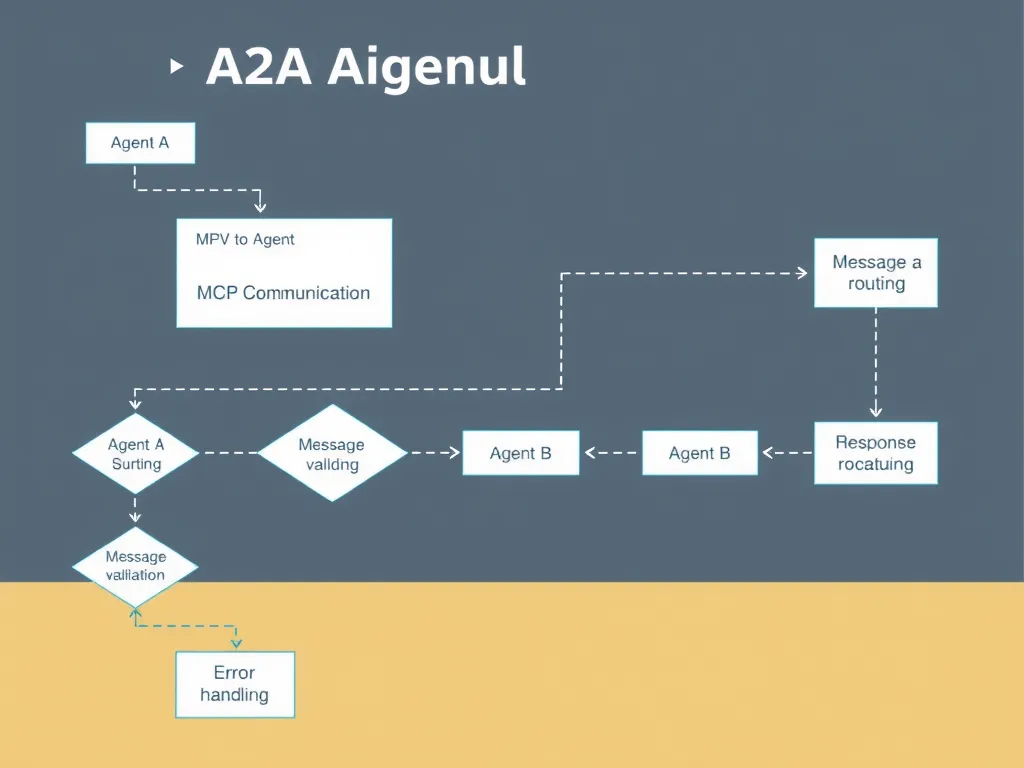 A2A Aigenul
Agent A
MPV to Agent
MCP Communication
Message a
routing
Agent A
Surting
Message
valldng
Agent B
Agent B
Response
rocatuing
Message
valliation
Error
handling